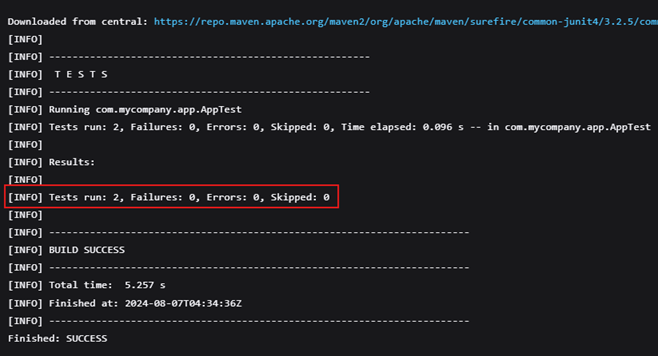 Downloaded from central: https://repo.maven.apache.org/maven2/org/apache/maven/surefire/common-junit4/3.2.5/com
[INFO]
[INFO] -------------------------------------------------------
[INFO]  T E S T S
[INFO] -------------------------------------------------------
[INFO] Running com.mycompany.app.AppTest
[INFO] Tests run: 2, Failures: 0, Errors: 0, Skipped: 0, Time elapsed: 0.096 s -- in com.mycompany.app.AppTest
[INFO]
[INFO] Results:
[INFO]
[INFO] Tests run: 2, Failures: 0, Errors: 0, Skipped: 0
[INFO]
[INFO] ------------------------------------------------------------------------
[INFO] BUILD SUCCESS
[INFO] ------------------------------------------------------------------------
[INFO] Total time:  5.257 s
[INFO] Finished at: 2024-08-07T04:34:36Z
[INFO] ------------------------------------------------------------------------
Finished: SUCCESS